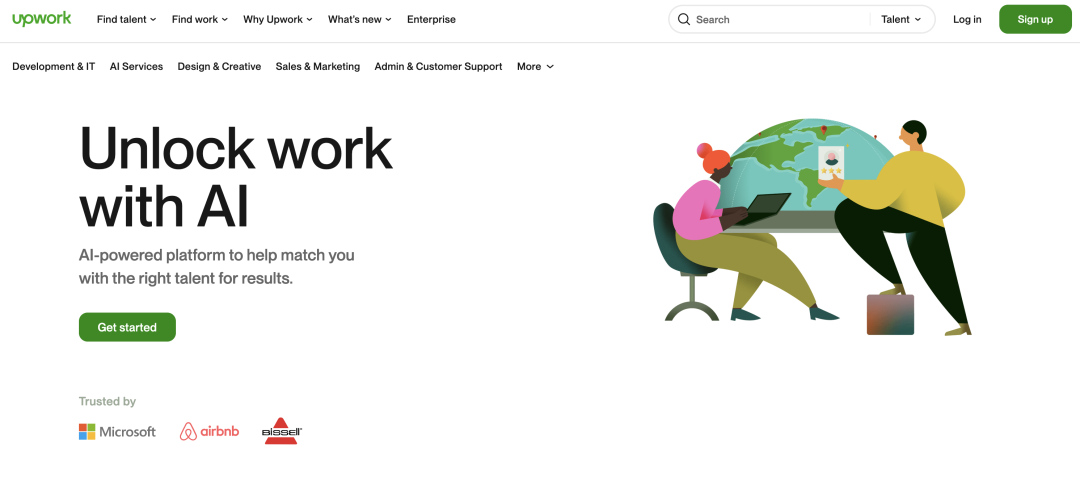 upwork Find talent Find work Why Upwork What's new Enterprise Search Talent Log in Sign up
Development & IT AI Services Design & Creative Sales & Marketing Admin & Customer Support More
Unlock work
with AI
AI-powered platform to help match you
with the right talent for results.
Get started
Trusted by
Microsoft airbnb BISSELL